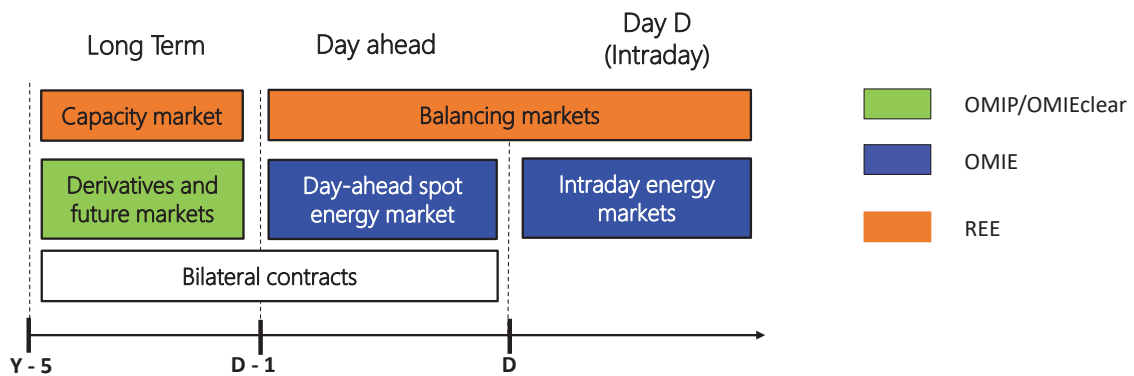 Long Term
Day ahead
Day D
(Intraday)
Capacity market
Balancing markets
Derivatives and
future markets
Day-ahead spot
energy market
Intraday energy
markets
Bilateral contracts
Y - 5
D - 1
D
OMIP/OMIEclear
OMIE
REE